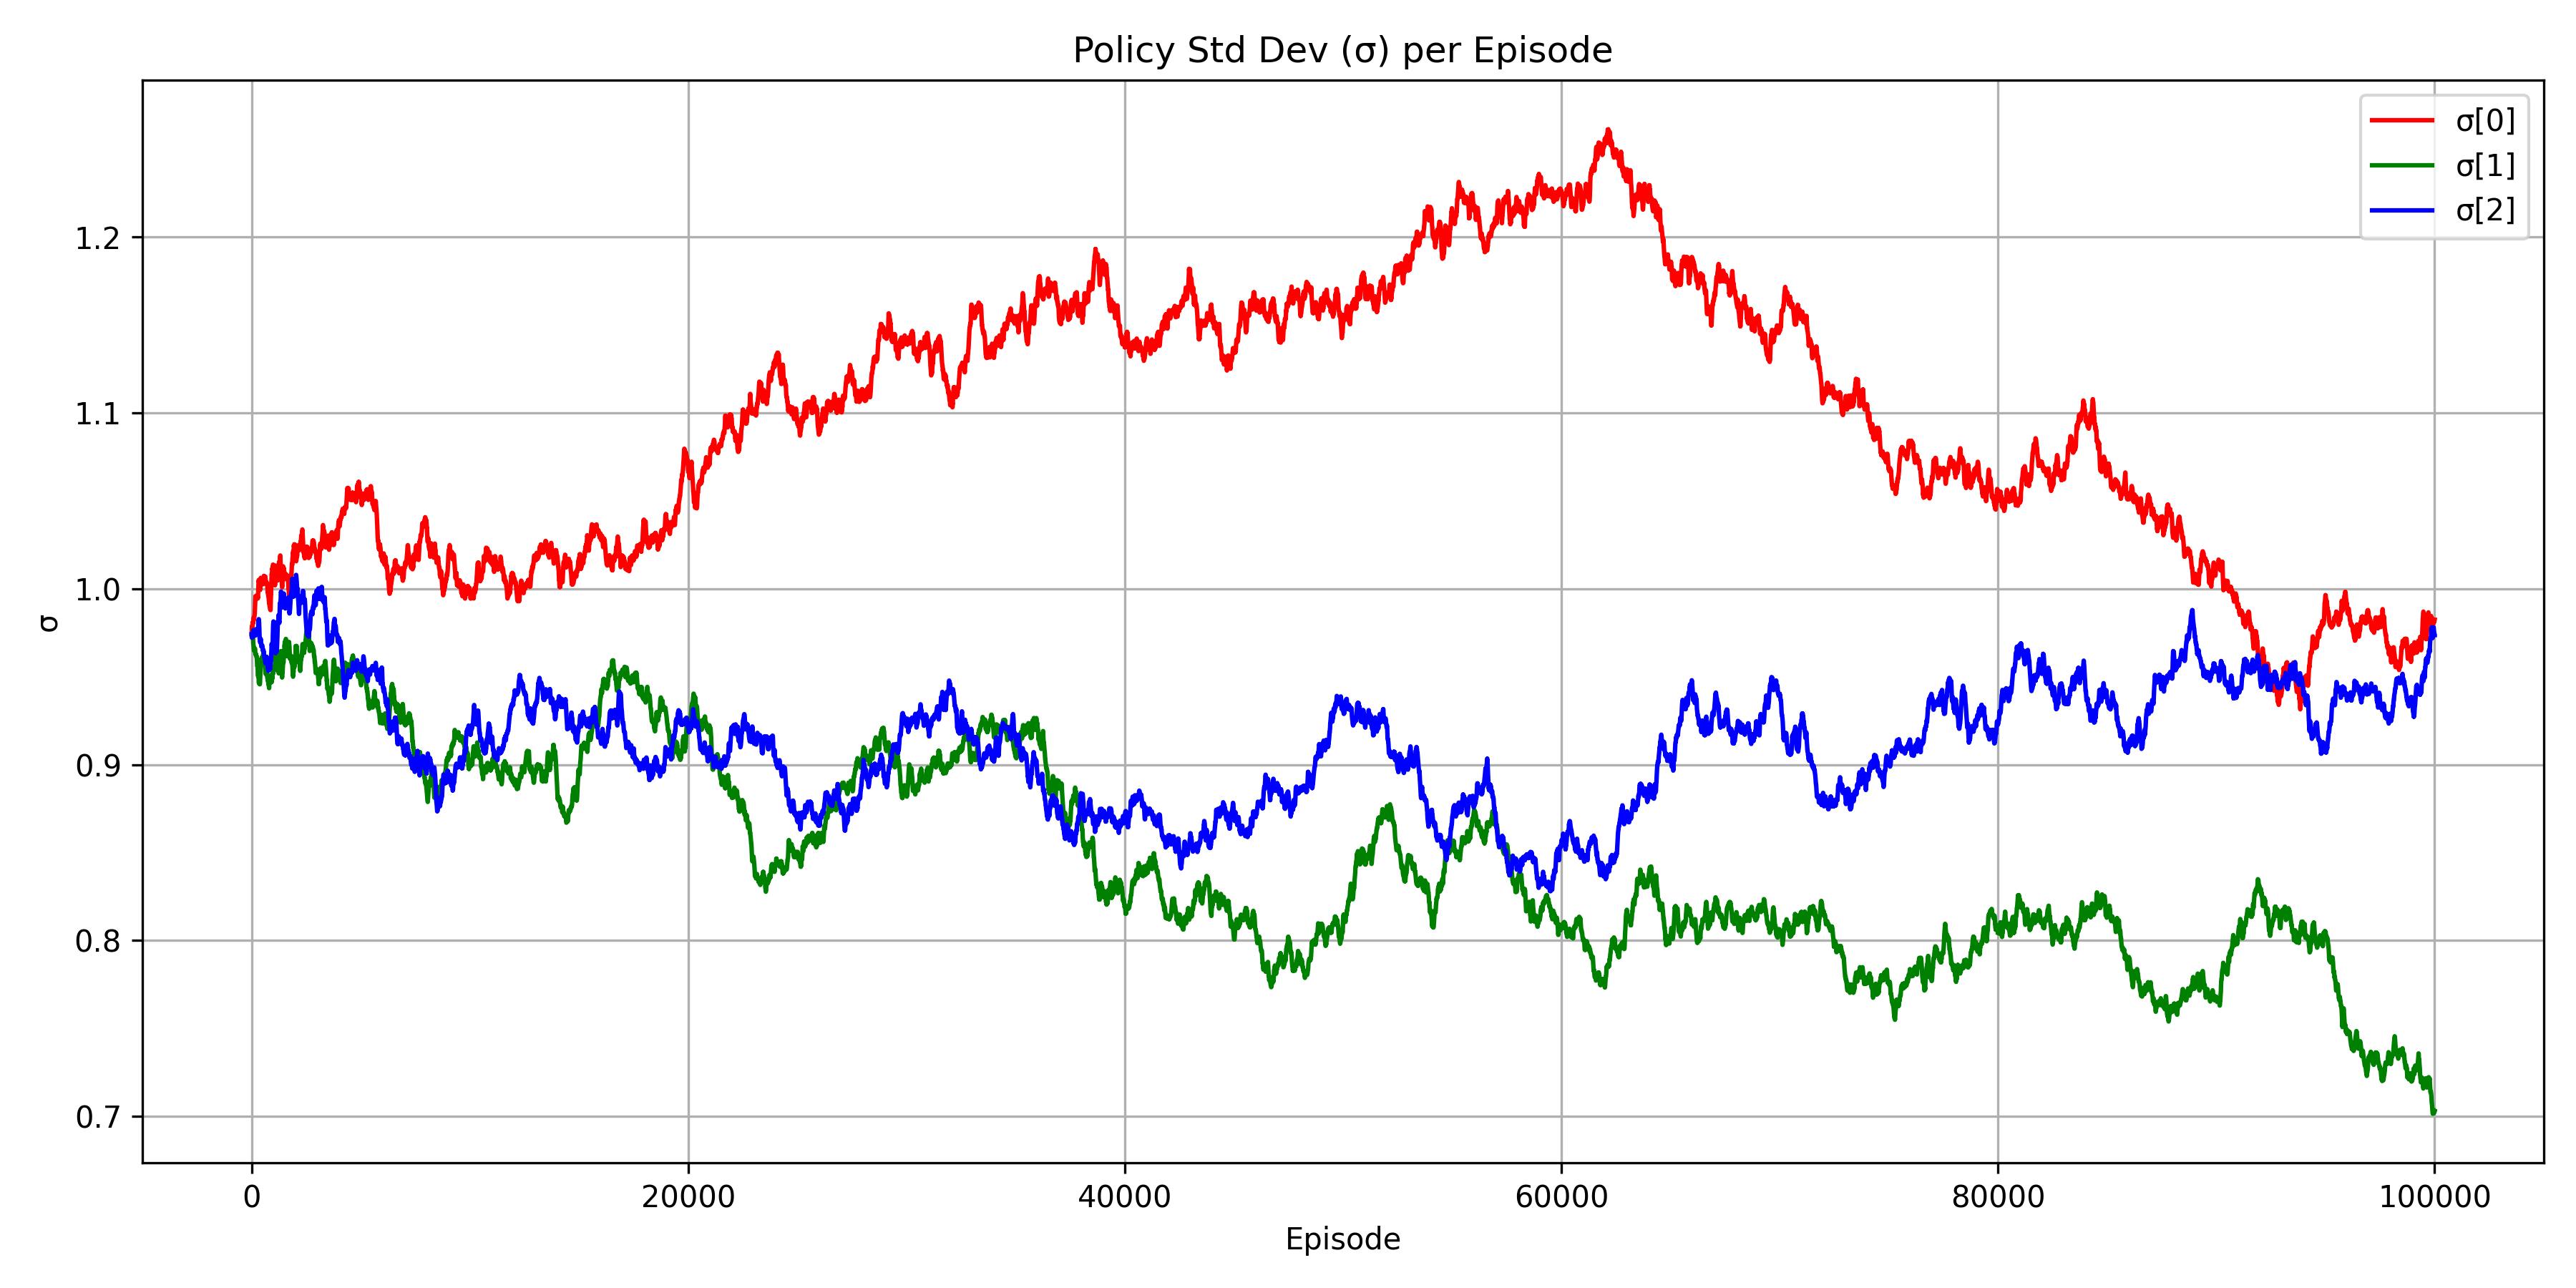 Policy Std Dev (σ) per Episode
σ[0]
σ[1]
σ[2]
1.2
1.1
1.0
0.9
0.8
0.7
σ
0 20000 40000 60000 80000 100000
Episode